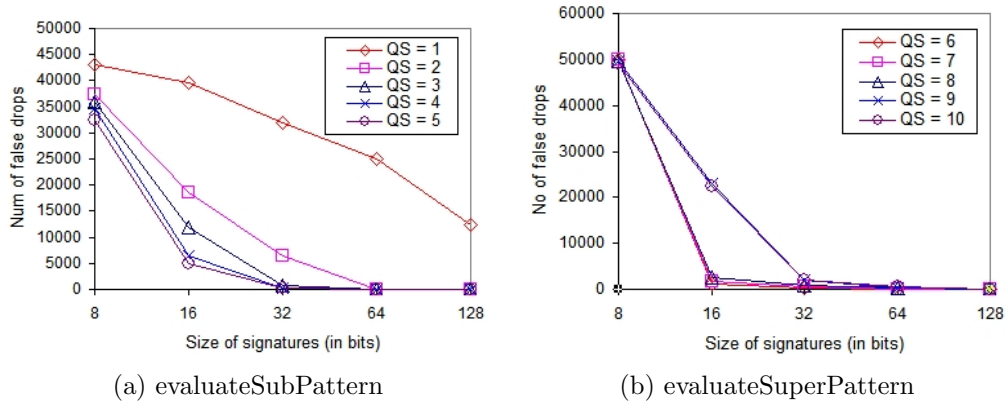 50000
45000
40000
35000
30000
25000
20000
15000
10000
5000
0
Num of false drops
8 16 32 64 128
Size of signatures (in bits)
QS = 1
QS = 2
QS = 3
QS = 4
QS = 5
(a) evaluateSubPattern
60000
50000
40000
30000
20000
10000
0
No of false drops
8 16 32 64 128
Size of signatures (in bits)
QS = 6
QS = 7
QS = 8
QS = 9
QS = 10
(b) evaluateSuperPattern